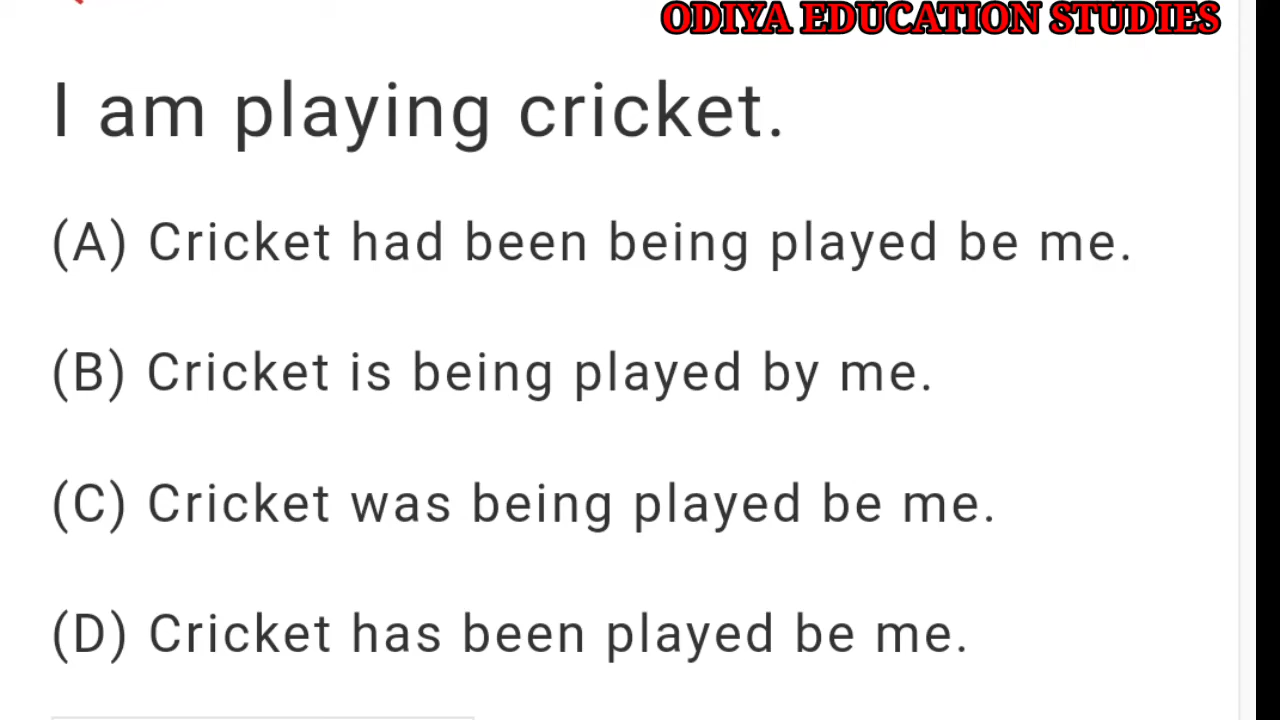 ODIYA EDUCATION STUDIES
I am playing cricket.
(A) Cricket had been being played be me.
(B) Cricket is being played by me.
(C) Cricket was being played be me.
(D) Cricket has been played be me.